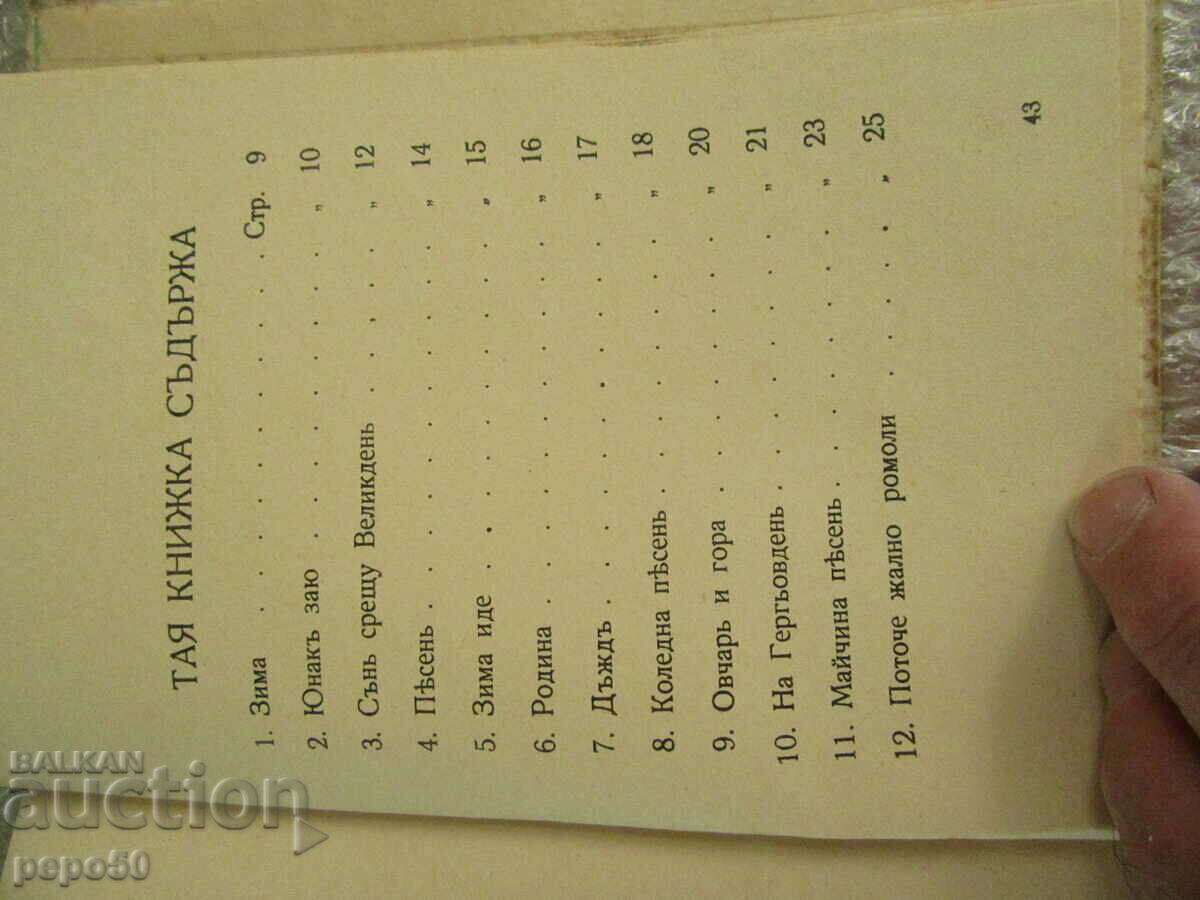 ТАЯ КНИЖКА СЪДЪРЖА
1. Зима . . . . . . . . . Стр. 9
2. Юнакъ заю . . . . . . . „ 10
3. Сънь срещу Великдень . . . . „ 12
4. Пѣсень . . . . . . . . . „ 14
5. Зима иде . . . . . . . . „ 15
6. Родина . . . . . . . . . „ 16
7. Дъждъ . . . . . . . . . „ 17
8. Коледна пѣсень . . . . . . „ 18
9. Овчарь и гора . . . . . . „ 20
10. На Гергьовдень . . . . . . „ 21
11. Майчина пѣсень . . . . . . „ 23
12. Поточе жално ромоли . . . . „ 25
43
BALKAN
auction
pepo50